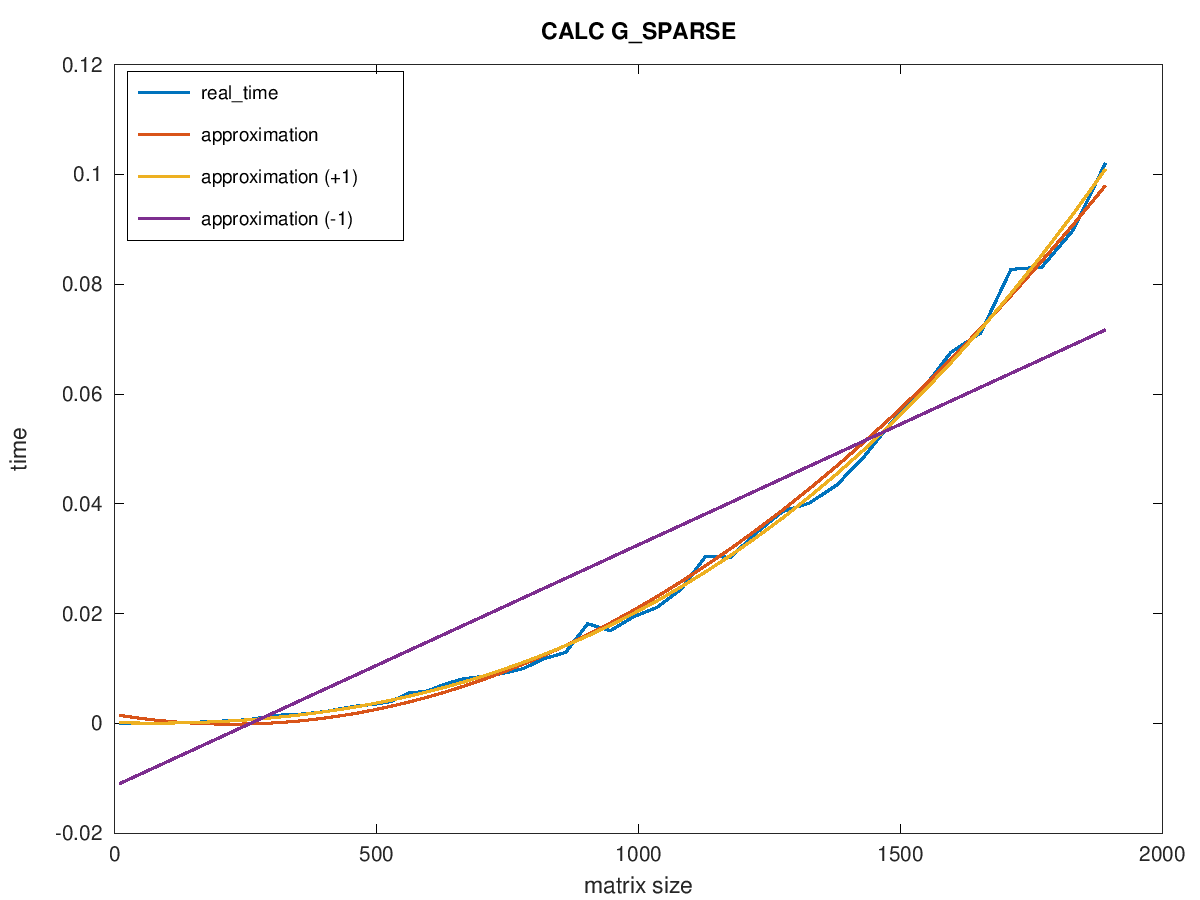 CALC G_SPARSE
0.12
0.1
0.08
0.06
0.04
0.02
0
-0.02
real_time
approximation
approximation (+1)
approximation (-1)
time
0 500 1000 1500 2000
matrix size